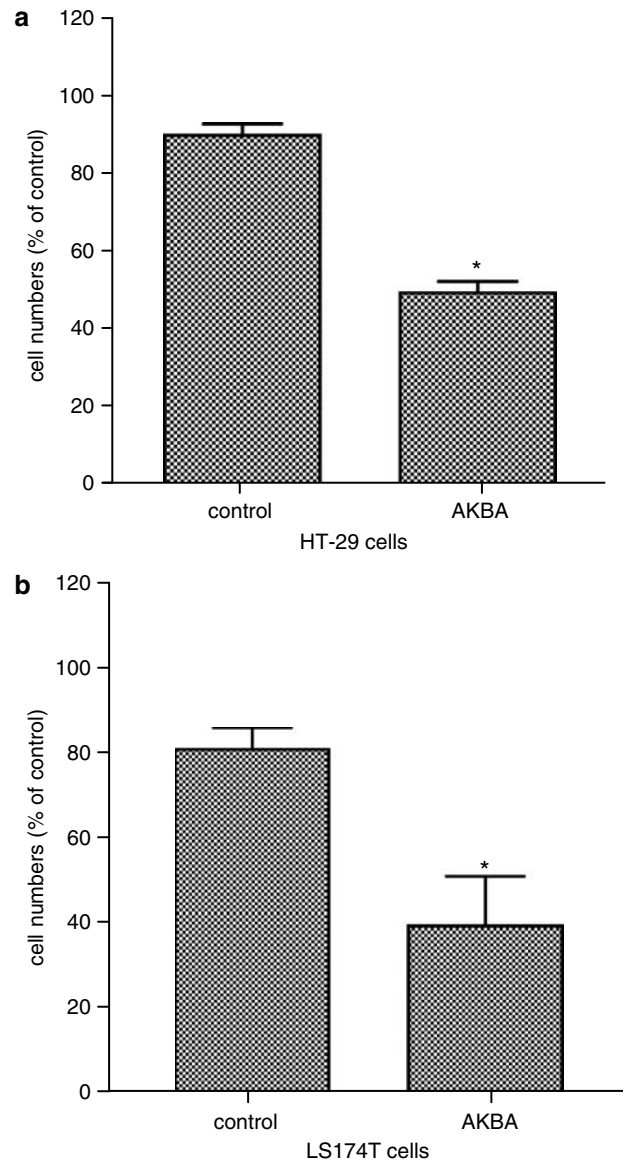 a
120
100
80
60
40
20
0
cell numbers (% of control)
*
control AKBA
HT-29 cells
b
120
100
80
60
40
20
0
cell numbers (% of control)
*
control AKBA
LS174T cells